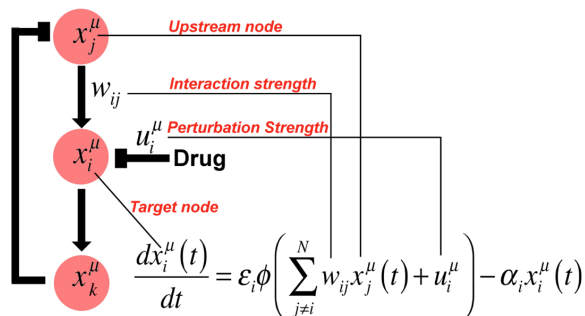 x_j^μ Upstream node
w_ij Interaction strength
u_i^μ Perturbation Strength
x_i^μ Drug
Target node
x_k^μ
dx_i^μ(t)/dt = ε_i ϕ( ∑_{j≠i}^{N} w_ij x_j^μ(t) + u_i^μ ) − α_i x_i^μ(t)